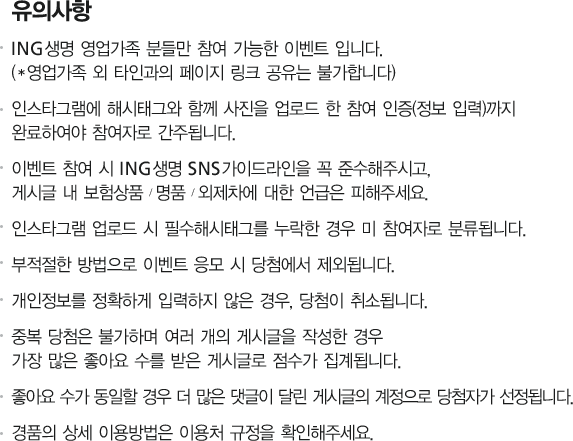 유의사항
· ING생명 영업가족 분들만 참여 가능한 이벤트 입니다.
(*영업가족 외 타인과의 페이지 링크 공유는 불가합니다)
· 인스타그램에 해시태그와 함께 사진을 업로드 한 참여 인증(정보 입력)까지
완료하여야 참여자로 간주됩니다.
· 이벤트 참여 시 ING생명 SNS가이드라인을 꼭 준수해주시고,
게시글 내 보험상품 / 명품 / 외제차에 대한 언급은 피해주세요.
· 인스타그램 업로드 시 필수해시태그를 누락한 경우 미 참여자로 분류됩니다.
· 부적절한 방법으로 이벤트 응모 시 당첨에서 제외됩니다.
· 개인정보를 정확하게 입력하지 않은 경우, 당첨이 취소됩니다.
· 중복 당첨은 불가하며 여러 개의 게시글을 작성한 경우
가장 많은 좋아요 수를 받은 게시글로 점수가 집계됩니다.
· 좋아요 수가 동일할 경우 더 많은 댓글이 달린 게시글의 계정으로 당첨자가 선정됩니다.
· 경품의 상세 이용방법은 이용처 규정을 확인해주세요.